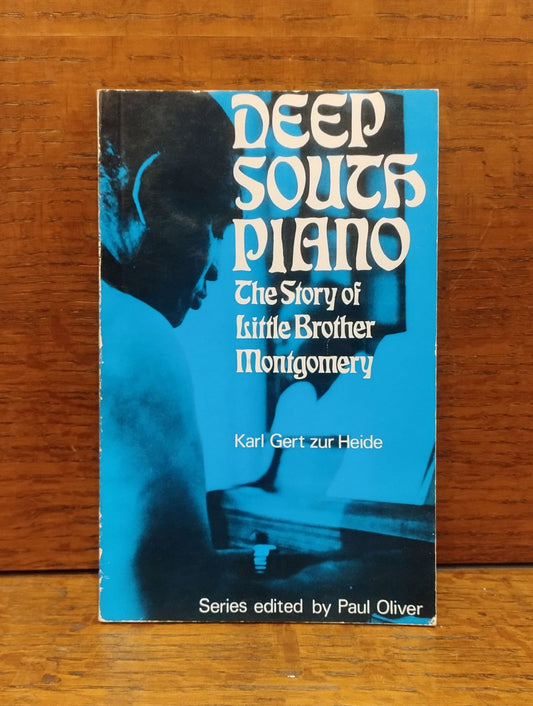 DEEP
SOUTH
PIANO
The Story of
Little Brother
Montgomery
Karl Gert zur Heide
Series edited by Paul Oliver